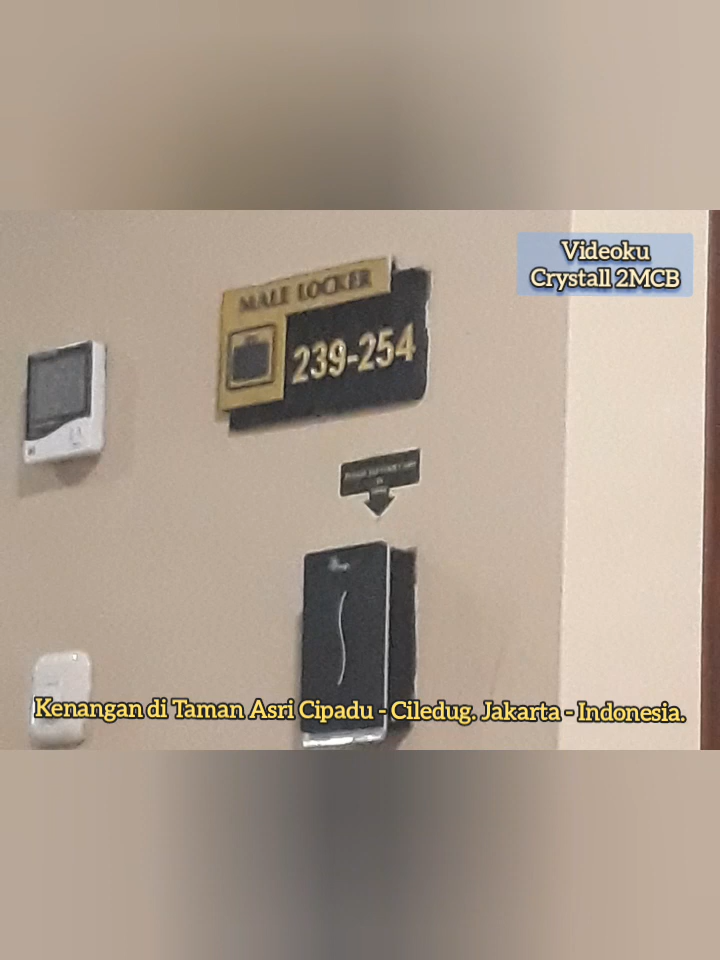 Videoku
Crystall 2MCB
MALE LOCKER
239-254
Kenangan di Taman Asri Cipadu - Ciledug. Jakarta - Indonesia.